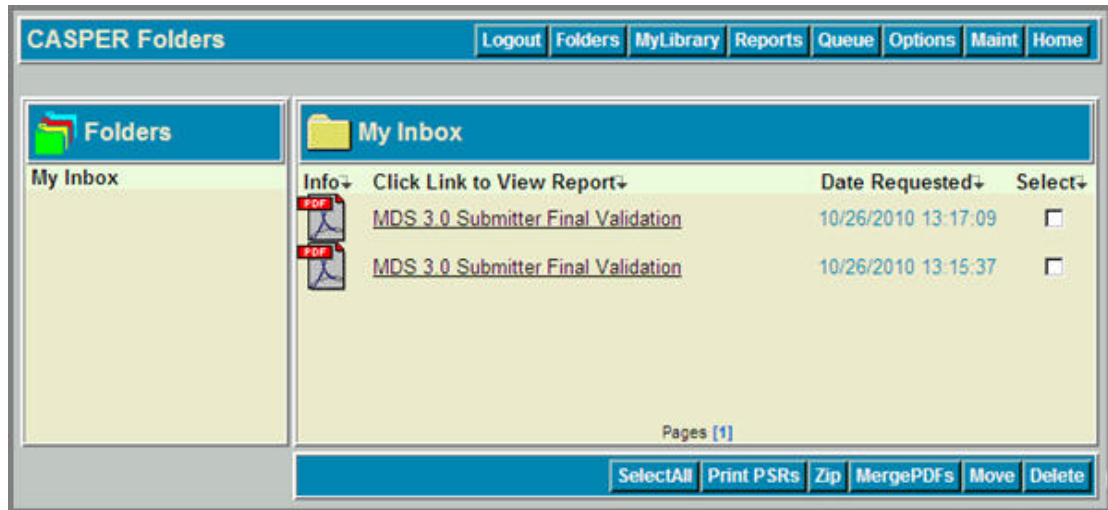 CASPER Folders
Logout Folders MyLibrary Reports Queue Options Maint Home
Folders
My Inbox
My Inbox
Info Click Link to View Report Date Requested Select
PDF MDS 3.0 Submitter Final Validation 10/26/2010 13:17:09
PDF MDS 3.0 Submitter Final Validation 10/26/2010 13:15:37
Pages [1]
SelectAll Print PSRs Zip MergePDFs Move Delete